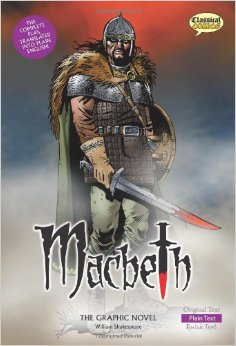 THE
COMPLETE
PLAY
TRANSLATED
INTO PLAIN
ENGLISH!
Classical
COMICS
Macbeth
THE GRAPHIC NOVEL
William Shakespeare
Original Text
Plain Text
Quick Text